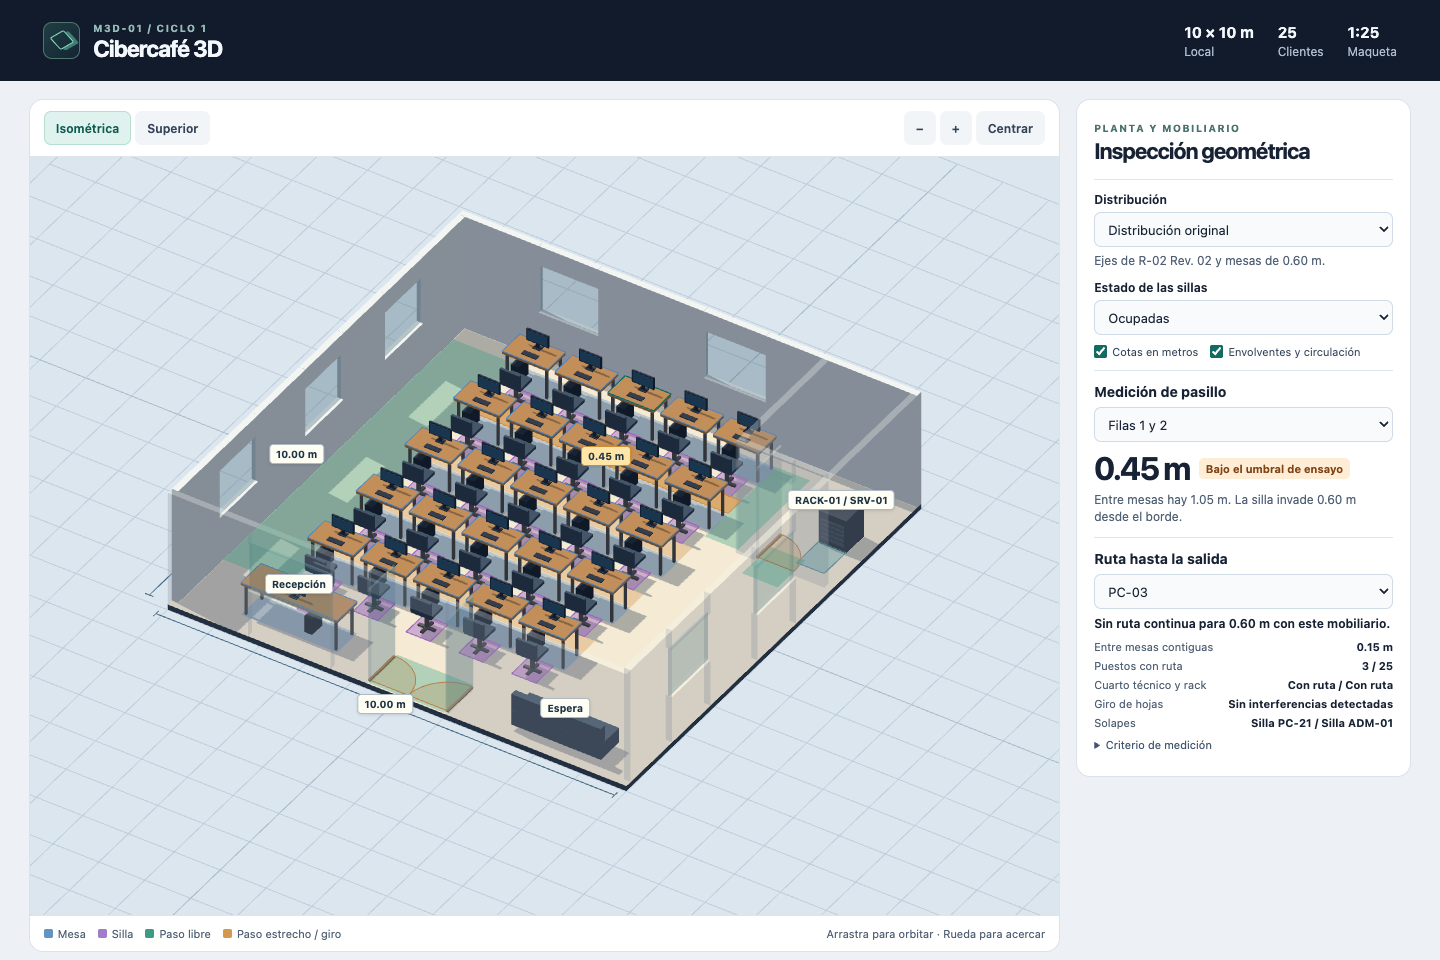 M3D-01 / CICLO 1
Cibercafé 3D
10 × 10 m
Local
25
Clientes
1:25
Maqueta
Isométrica
Superior
−
+
Centrar
10.00 m
0.45 m
RACK-01 / SRV-01
Recepción
10.00 m
Espera
Mesa
Silla
Paso libre
Paso estrecho / giro
Arrastra para orbitar · Rueda para acercar
PLANTA Y MOBILIARIO
Inspección geométrica
Distribución
Distribución original
Ejes de R-02 Rev. 02 y mesas de 0.60 m.
Estado de las sillas
Ocupadas
Cotas en metros
Envolventes y circulación
Medición de pasillo
Filas 1 y 2
0.45 m
Bajo el umbral de ensayo
Entre mesas hay 1.05 m. La silla invade 0.60 m
desde el borde.
Ruta hasta la salida
PC-03
Sin ruta continua para 0.60 m con este mobiliario.
Entre mesas contiguas 0.15 m
Puestos con ruta 3 / 25
Cuarto técnico y rack Con ruta / Con ruta
Giro de hojas Sin interferencias detectadas
Solapes Silla PC-21 / Silla ADM-01
Criterio de medición